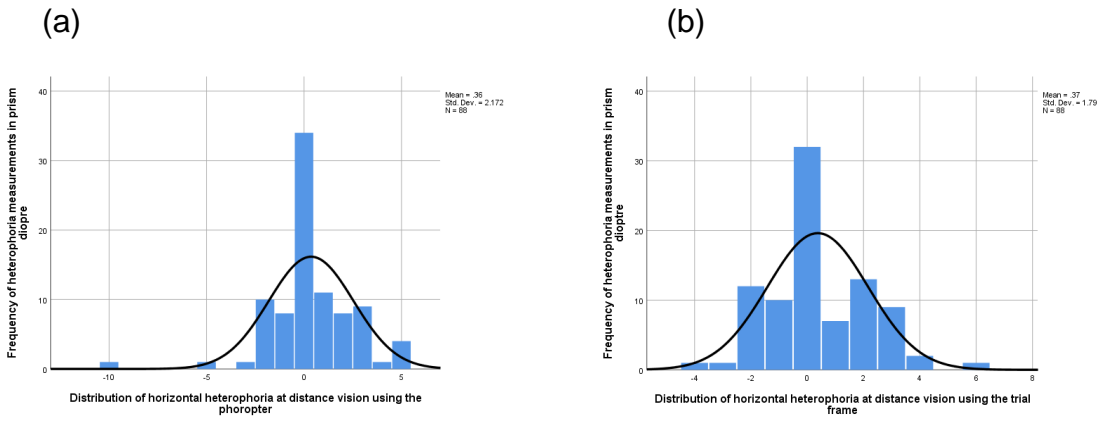 (a)
(b)
Frequency of heterophoria measurements in prism
diopre
40
30
20
10
0
-10
-5
0
5
Mean = .36
Std. Dev. = 2.172
N = 88
Distribution of horizontal heterophoria at distance vision using the
phoropter
Frequency of heterophoria measurements in prism
dioptre
40
30
20
10
0
-4
-2
0
2
4
6
8
Mean = .37
Std. Dev. = 1.79
N = 88
Distribution of horizontal heterophoria at distance vision using the trial
frame